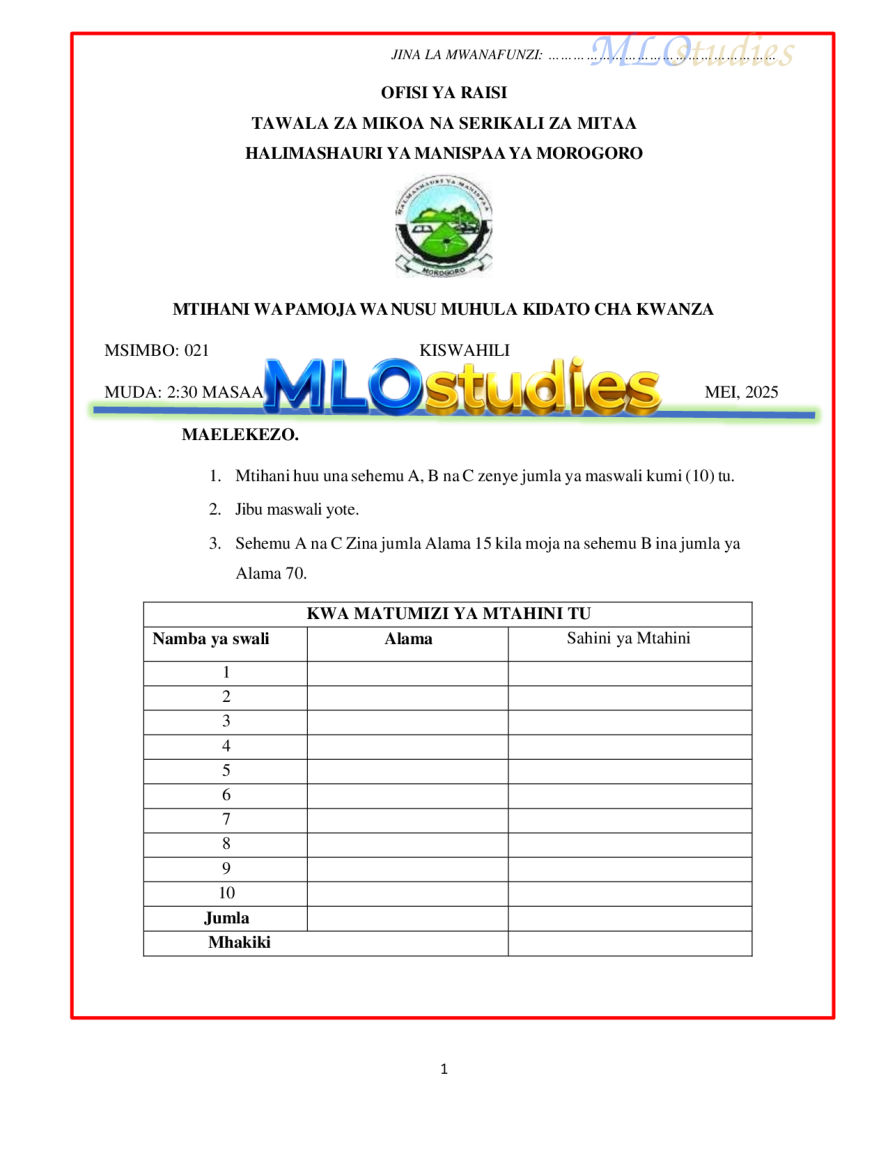 JINA LA MWANAFUNZI: ………………………………………………
MLOstudies
OFISI YA RAISI
TAWALA ZA MIKOA NA SERIKALI ZA MITAA
HALIMASHAURI YA MANISPAA YA MOROGORO
MOROGORO
MTIHANI WA PAMOJA WA NUSU MUHULA KIDATO CHA KWANZA
MSIMBO: 021 KISWAHILI
MUDA: 2:30 MASAA MLOstudies MEI, 2025
MAELEKEZO.
1. Mtihani huu una sehemu A, B na C zenye jumla ya maswali kumi (10) tu.
2. Jibu maswali yote.
3. Sehemu A na C Zina jumla Alama 15 kila moja na sehemu B ina jumla ya
Alama 70.
KWA MATUMIZI YA MTAHINI TU
Namba ya swali Alama Sahini ya Mtahini
1
2
3
4
5
6
7
8
9
10
Jumla
Mhakiki
1